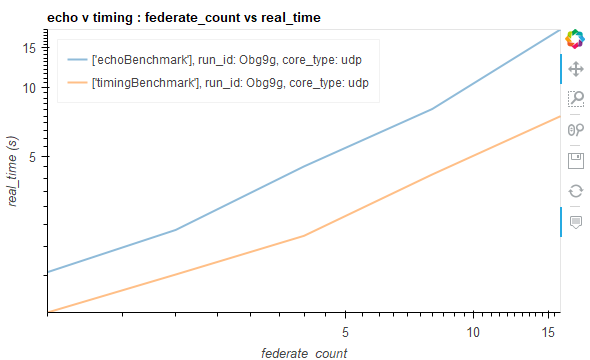 echo v timing : federate_count vs real_time
['echoBenchmark'], run_id: Obg9g, core_type: udp
['timingBenchmark'], run_id: Obg9g, core_type: udp
15
10
5
real_time (s)
5
10
15
federate_count